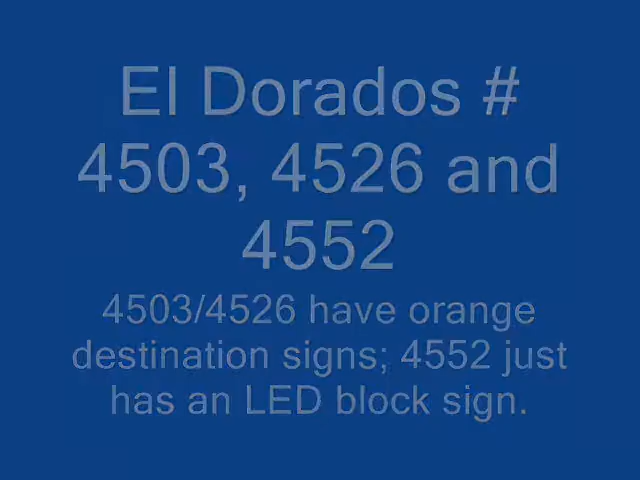 El Dorados #
4503, 4526 and
4552
4503/4526 have orange
destination signs; 4552 just
has an LED block sign.